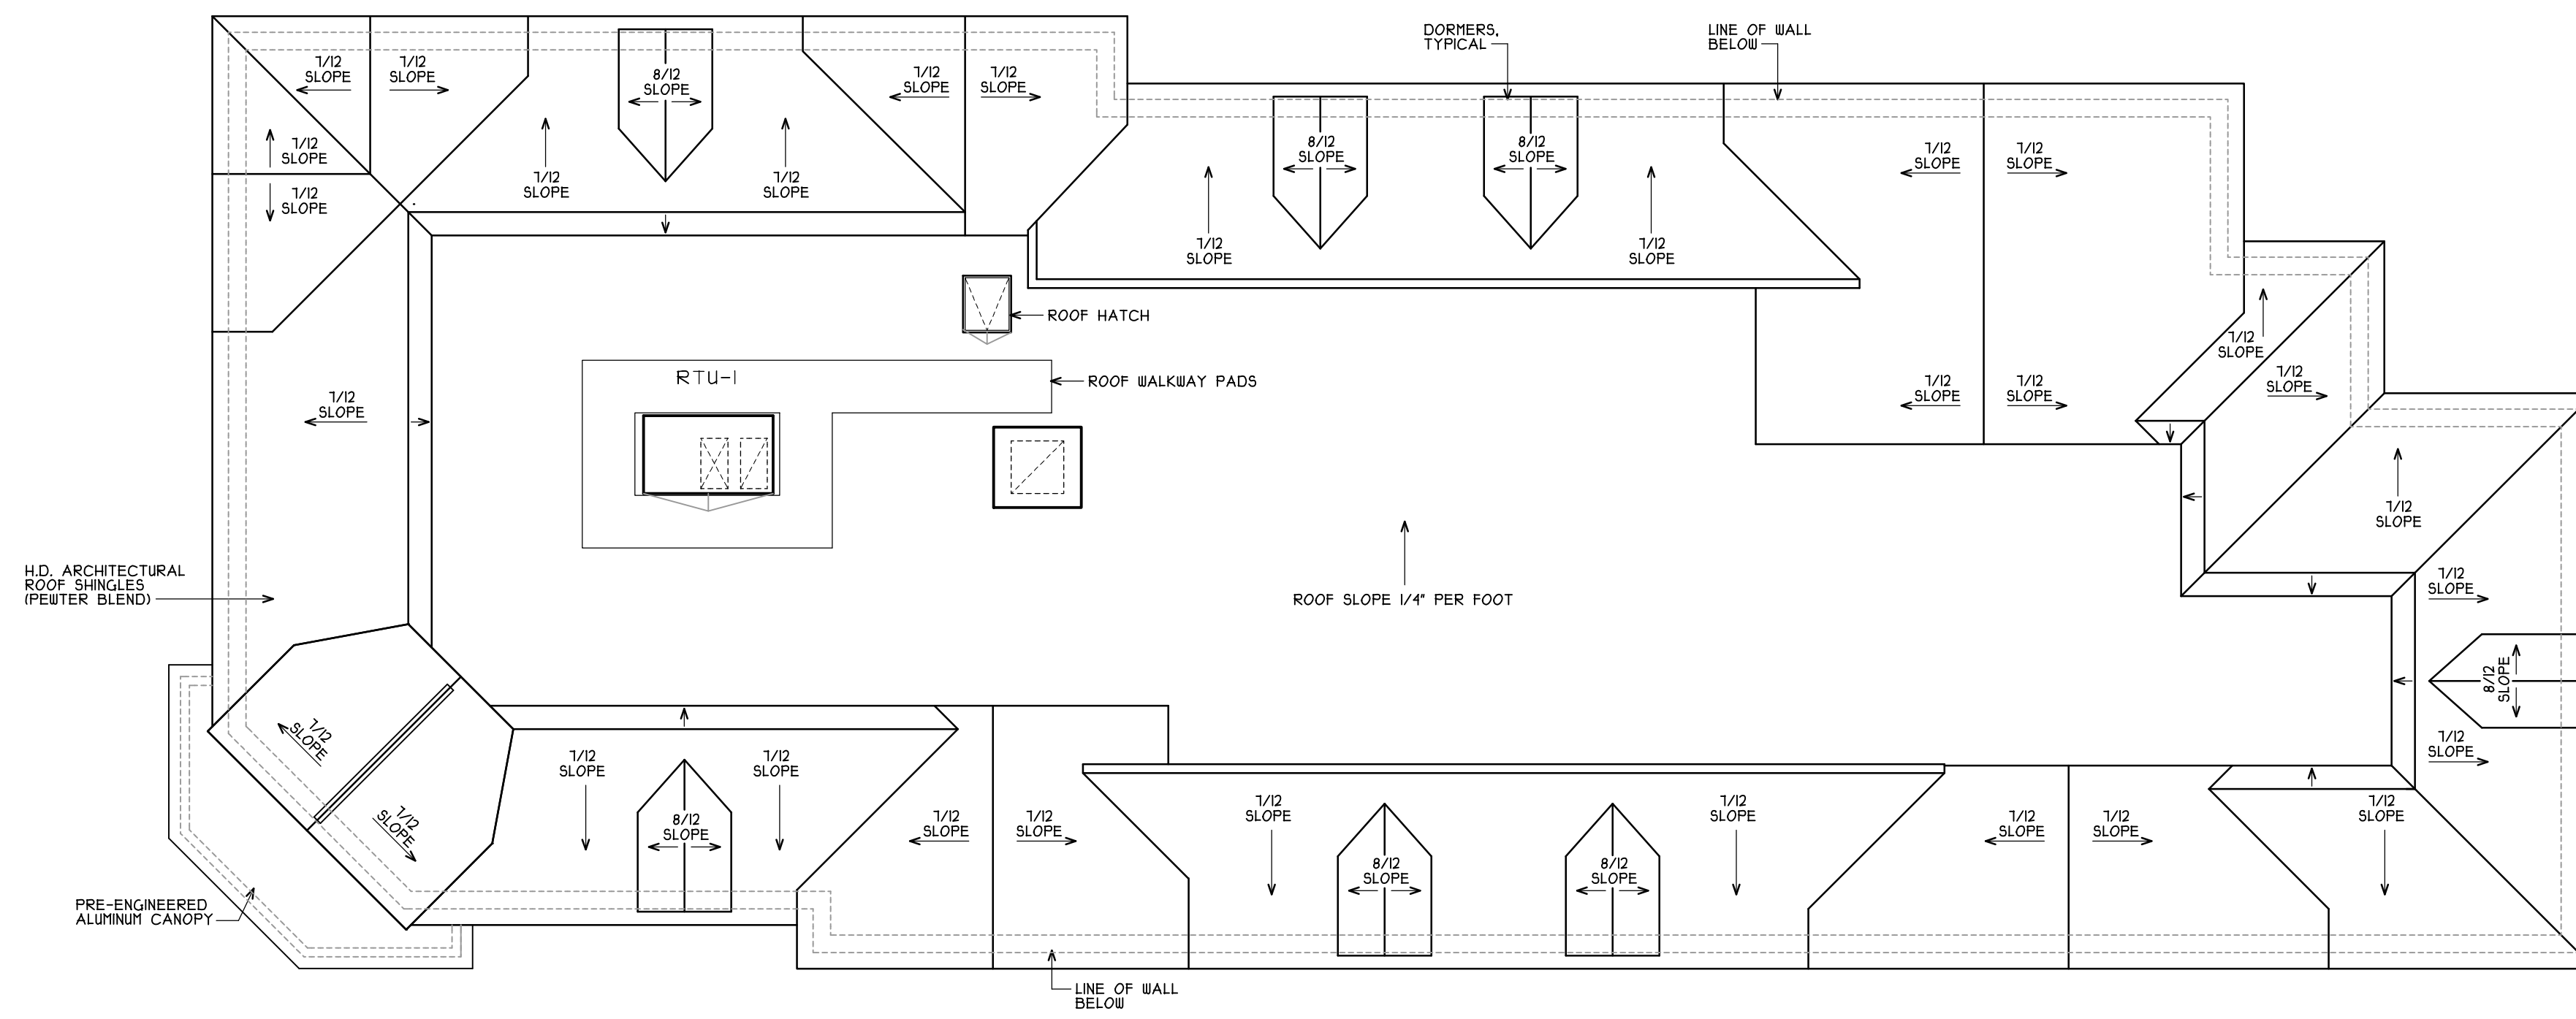 DORMERS,
TYPICAL
LINE OF WALL
BELOW
7/12
SLOPE
7/12
SLOPE
8/12
SLOPE
7/12
SLOPE
7/12
SLOPE
7/12
SLOPE
7/12
SLOPE
7/12
SLOPE
7/12
SLOPE
8/12
SLOPE
8/12
SLOPE
7/12
SLOPE
7/12
SLOPE
7/12
SLOPE
7/12
SLOPE
7/12
SLOPE
7/12
SLOPE
ROOF HATCH
7/12
SLOPE
RTU-1
ROOF WALKWAY PADS
7/12
SLOPE
7/12
SLOPE
7/12
SLOPE
7/12
SLOPE
7/12
SLOPE
H.D. ARCHITECTURAL
ROOF SHINGLES
(PEWTER BLEND)
ROOF SLOPE 1/4" PER FOOT
7/12
SLOPE
8/12
SLOPE
7/12
SLOPE
7/12
SLOPE
7/12
SLOPE
7/12
SLOPE
7/12
SLOPE
8/12
SLOPE
7/12
SLOPE
7/12
SLOPE
7/12
SLOPE
7/12
SLOPE
7/12
SLOPE
7/12
SLOPE
7/12
SLOPE
8/12
SLOPE
8/12
SLOPE
PRE-ENGINEERED
ALUMINUM CANOPY
LINE OF WALL
BELOW